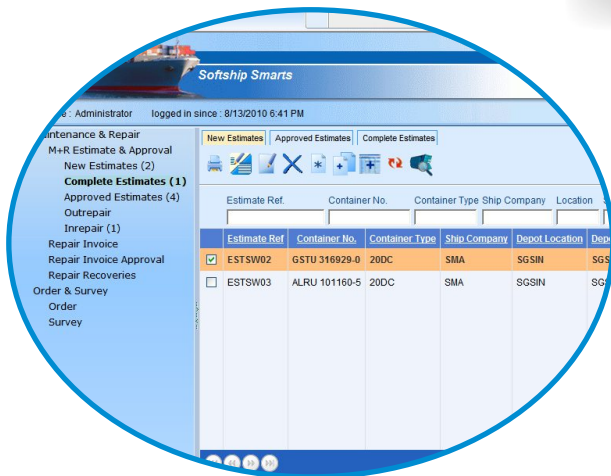 Softship Smarts
: Administrator logged in since : 8/13/2010 6:41 PM
Maintenance & Repair
M+R Estimate & Approval
New Estimates (2)
Complete Estimates (1)
Approved Estimates (4)
Outrepair
Inrepair (1)
Repair Invoice
Repair Invoice Approval
Repair Recoveries
Order & Survey
Order
Survey
New Estimates Approved Estimates Complete Estimates
Estimate Ref. Container No. Container Type Ship Company Location
Estimate Ref Container No. Container Type Ship Company Depot Location
ESTSW02 GSTU 316929-0 20DC SMA SGSIN
ESTSW03 ALRU 101160-5 20DC SMA SGSIN